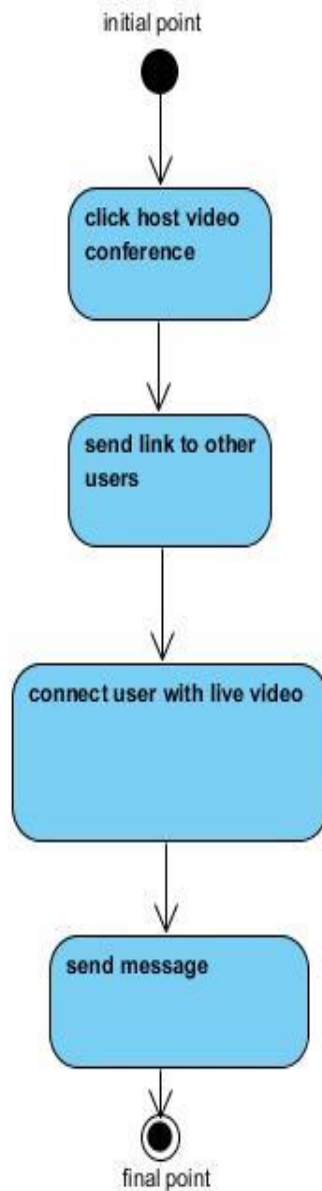 initial point
click host video
conference
send link to other
users
connect user with live video
send message
final point